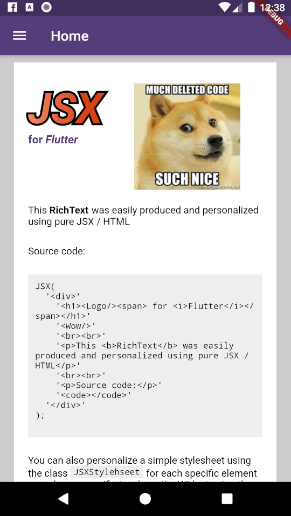 12:38
DEBUG
Home
JSX
for Flutter
MUCH DELETED CODE
SUCH NICE
This RichText was easily produced and personalized
using pure JSX / HTML
Source code:
JSX(
'<div>'
'<h1><Logo/><span> for <i>Flutter</i></
span></h1>'
'<Wow/>'
'<br><br>'
'<p>This <b>RichText</b> was easily
produced and personalized using pure JSX /
HTML</p>'
'<br><br>'
'<p>Source code:</p>'
'<code></code>'
'</div>'
);
You can also personalize a simple stylesheet using
the class JSXStylehseet for each specific element